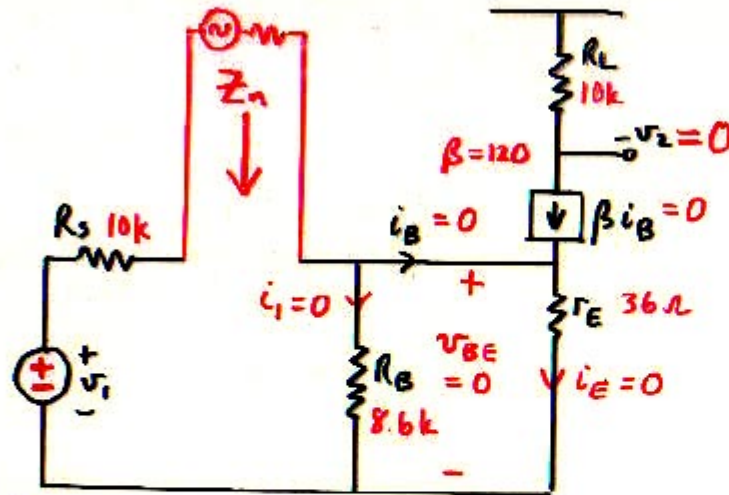 Zn
RL
10k
-v2=0
β=120
Rs 10k
iB=0
βiB=0
+
i1=0
rE 36Ω
+
v1
-
+
-
RB
8.6k
vBE
=0
iE=0
-